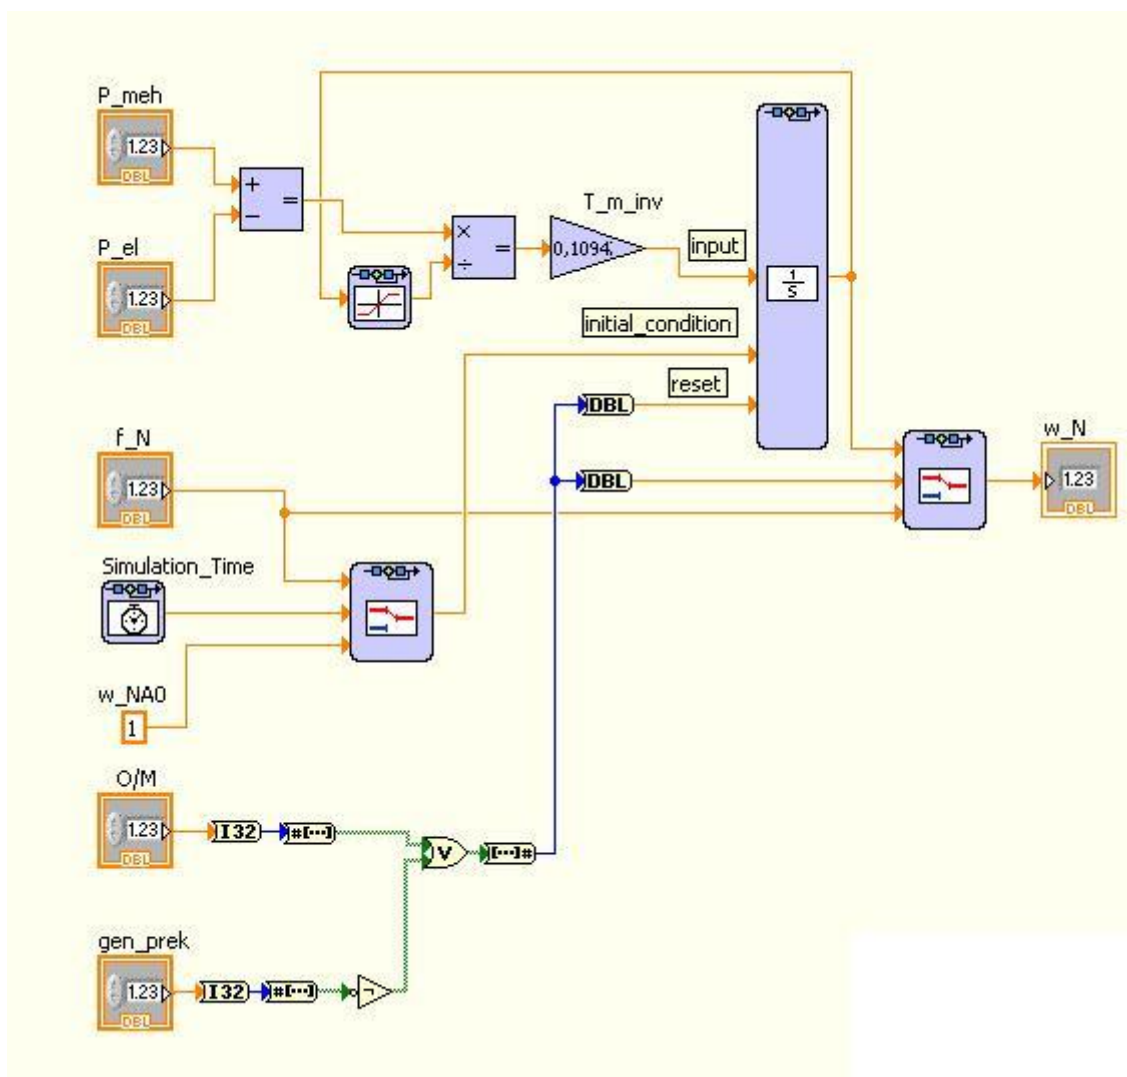 P_meh
1.23
DBL
+
=
−
T_m_inv
P_el
×
=
÷
0,1094
input
1.23
DBL
1
S
initial_condition
reset
DBL
f_N
w_N
1.23
DBL
1.23
DBL
DBL
Simulation_Time
w_NA0
1
O/M
1.23
I32
#[...]
V
[...]#
DBL
gen_prek
1.23
I32
#[...]
¬
DBL